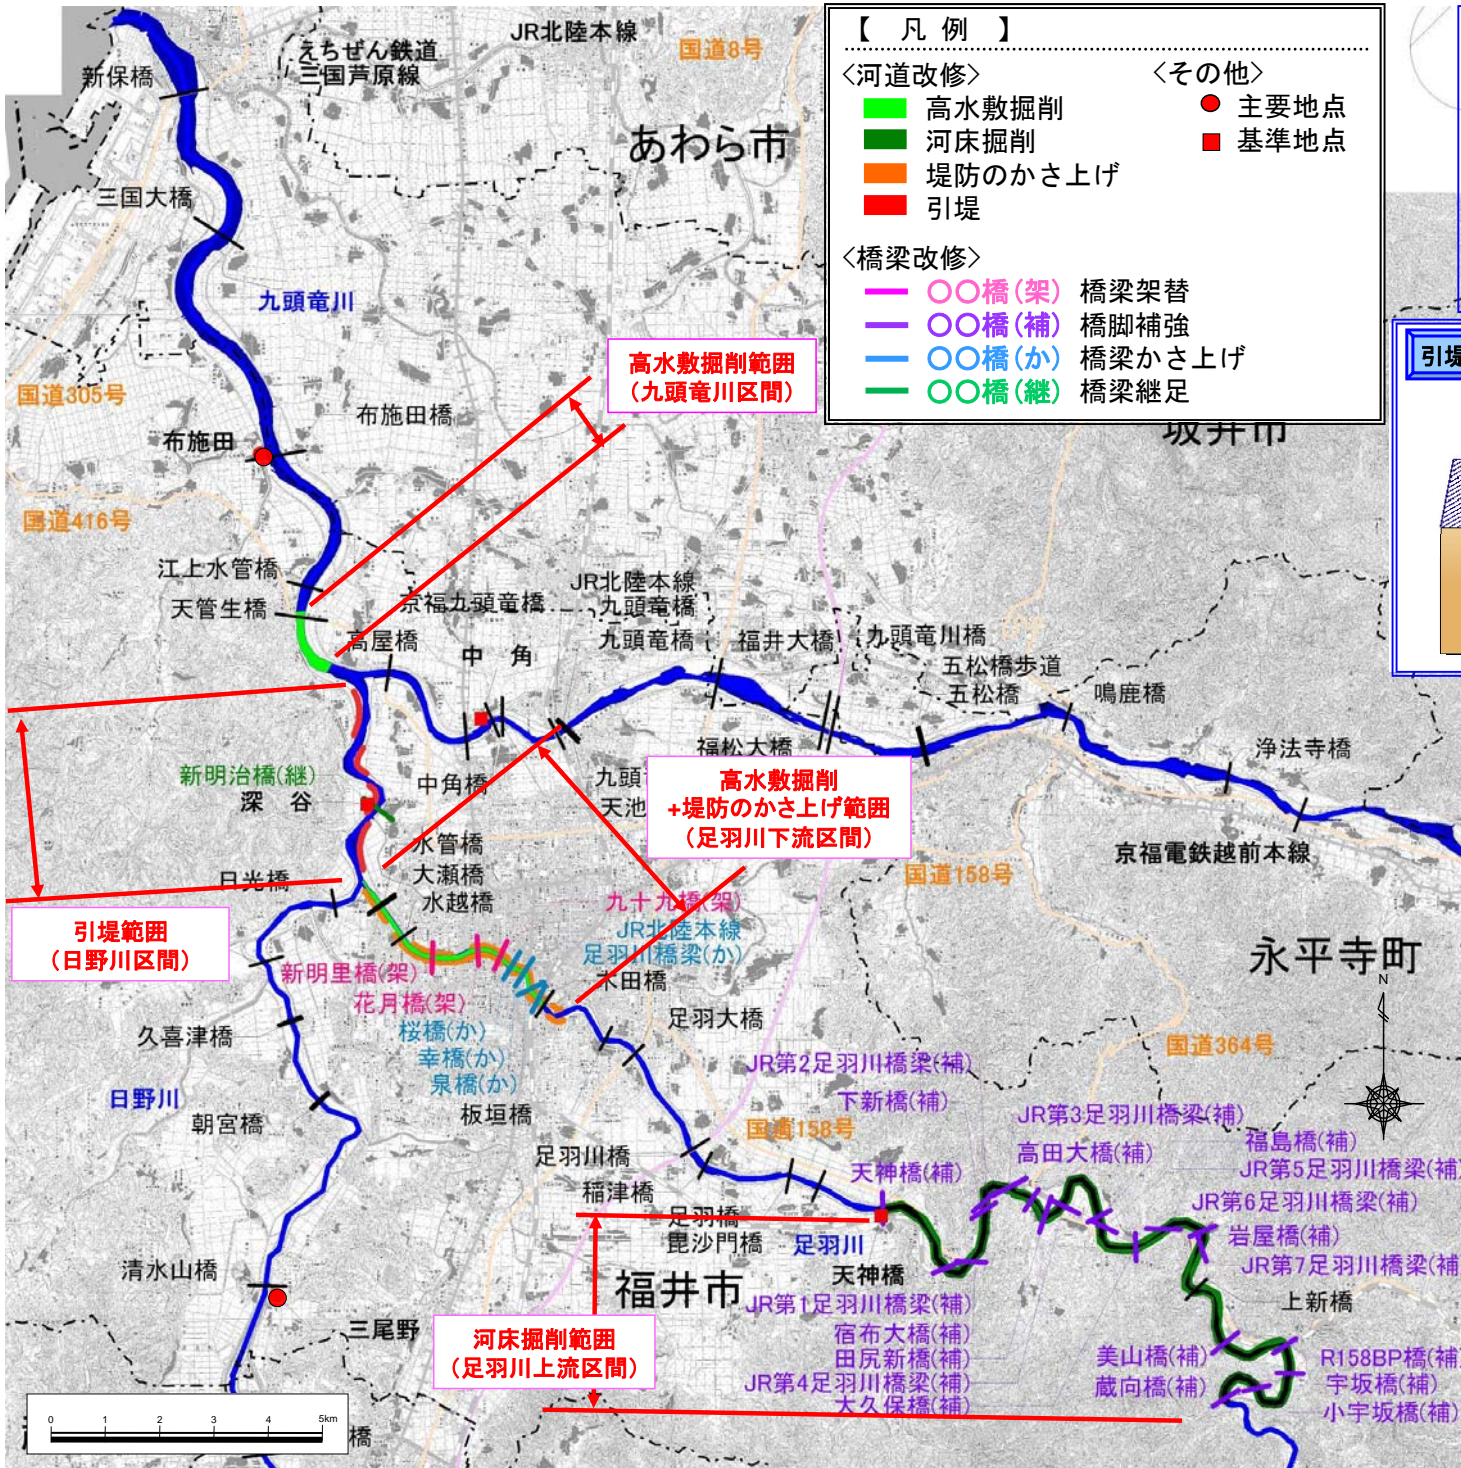 【 凡 例 】
〈河道改修〉
高水敷掘削
河床掘削
堤防のかさ上げ
引堤
〈その他〉
主要地点
基準地点
〈橋梁改修〉
〇〇橋(架) 橋梁架替
〇〇橋(補) 橋脚補強
〇〇橋(か) 橋梁かさ上げ
〇〇橋(継) 橋梁継足
引堤
JR北陸本線
国道8号
えちぜん鉄道
三国芦原線
新保橋
あわら市
三国大橋
九頭竜川
高水敷掘削範囲
(九頭竜川区間)
国道305号
布施田橋
布施田
坂井市
国道416号
江上水管橋
天管生橋
京福九頭竜橋
JR北陸本線
九頭竜橋
高屋橋
中 角
九頭竜橋
福井大橋
九頭竜川橋
五松橋歩道
五松橋
鳴鹿橋
福松大橋
浄法寺橋
新明治橋(継)
深 谷
中角橋
九頭
天池
高水敷掘削
+堤防のかさ上げ範囲
(足羽川下流区間)
水管橋
大瀬橋
水越橋
日光橋
京福電鉄越前本線
国道158号
引堤範囲
(日野川区間)
九十九橋(架)
JR北陸本線
足羽川橋梁(か)
木田橋
新明里橋(架)
花月橋(架)
桜橋(か)
幸橋(か)
泉橋(か)
足羽大橋
永平寺町
N
久喜津橋
日野川
朝宮橋
板垣橋
国道364号
JR第2足羽川橋梁(補)
下新橋(補)
国道158号
JR第3足羽川橋梁(補)
高田大橋(補)
福島橋(補)
JR第5足羽川橋梁(補)
足羽川橋
稲津橋
天神橋(補)
JR第6足羽川橋梁(補)
足羽橋
毘沙門橋
足羽川
岩屋橋(補)
清水山橋
福井市
天神橋
JR第7足羽川橋梁(補
上新橋
JR第1足羽川橋梁(補)
三尾野
宿布大橋(補)
田尻新橋(補)
JR第4足羽川橋梁(補)
大久保橋(補)
河床掘削範囲
(足羽川上流区間)
美山橋(補)
蔵向橋(補)
R158BP橋(補)
宇坂橋(補)
小宇坂橋(補)
0 1 2 3 4 5km
橋